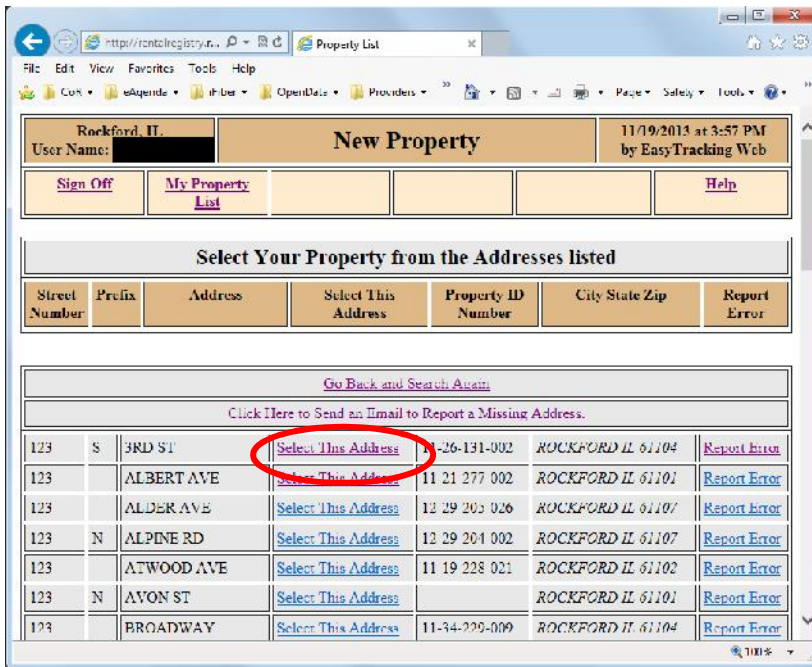 http://rentalregistry.r...
Property List
File Edit View Favorites Tools Help
CoR eAgenda iFiber OpenData Providers Page Safety Tools
Rockford, IL
User Name:
New Property
11/19/2013 at 3:57 PM
by EasyTracking Web
Sign Off My Property List Help
Select Your Property from the Addresses listed
Street Number Prefix Address Select This Address Property ID Number City State Zip Report Error
Go Back and Search Again
Click Here to Send an Email to Report a Missing Address.
123 S 3RD ST Select This Address 11-26-131-002 ROCKFORD IL 61104 Report Error
123 ALBERT AVE Select This Address 11-21-277-002 ROCKFORD IL 61101 Report Error
123 ALDER AVE Select This Address 12-29-205-026 ROCKFORD IL 61107 Report Error
123 N ALPINE RD Select This Address 12-29-204-002 ROCKFORD IL 61107 Report Error
123 ATWOOD AVE Select This Address 11-19-228-021 ROCKFORD IL 61102 Report Error
123 N AVON ST Select This Address ROCKFORD IL 61101 Report Error
123 BROADWAY Select This Address 11-34-229-009 ROCKFORD IL 61104 Report Error
100%